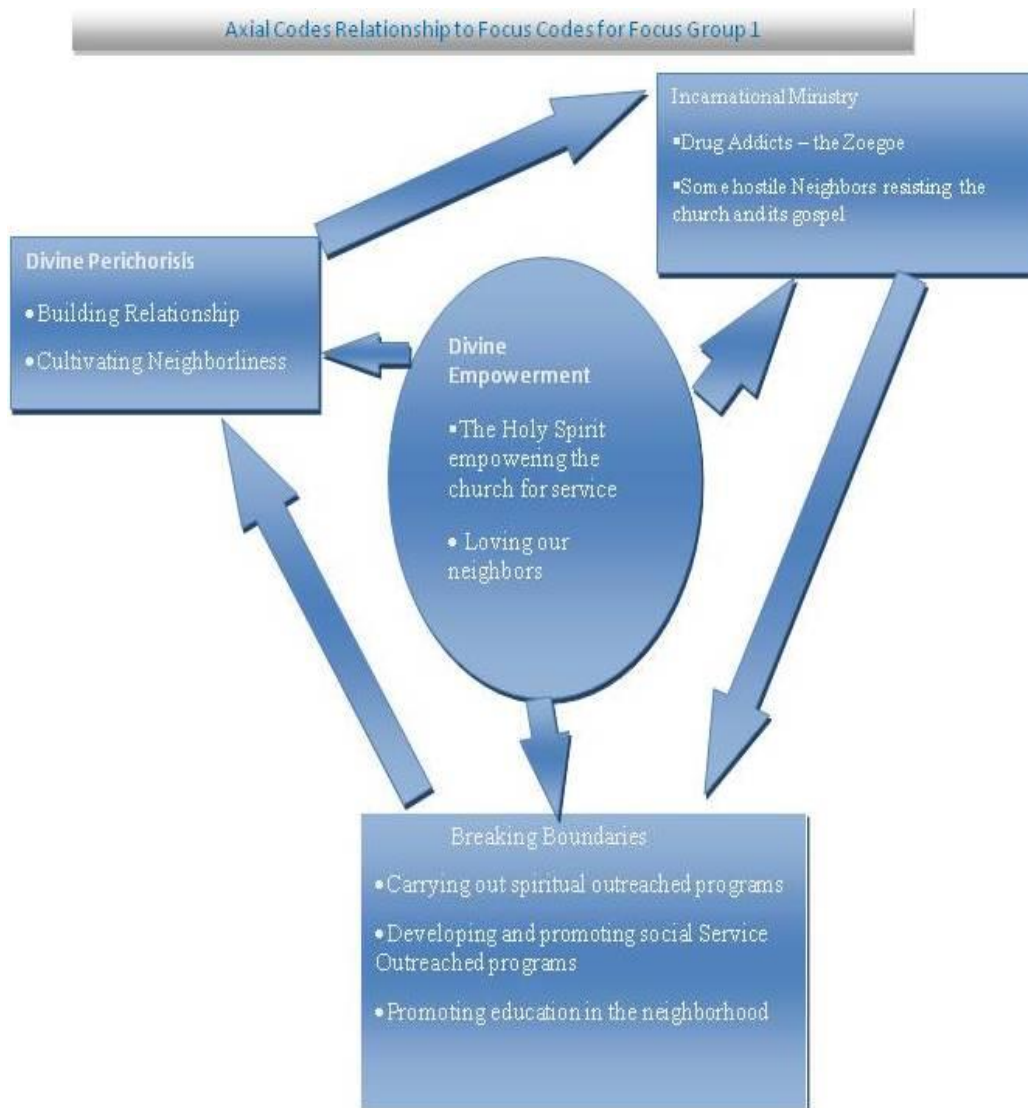 Axial Codes Relationship to Focus Codes for Focus Group 1
Incarnational Ministry
▪Drug Addicts – the Zoegoe
▪Some hostile Neighbors resisting the
church and its gospel
Divine Perichorisis
•Building Relationship
•Cultivating Neighborliness
Divine
Empowerment
▪The Holy Spirit
empowering the
church for service
• Loving our
neighbors
Breaking Boundaries
•Carrying out spiritual outreached programs
•Developing and promoting social Service
Outreached programs
•Promoting education in the neighborhood